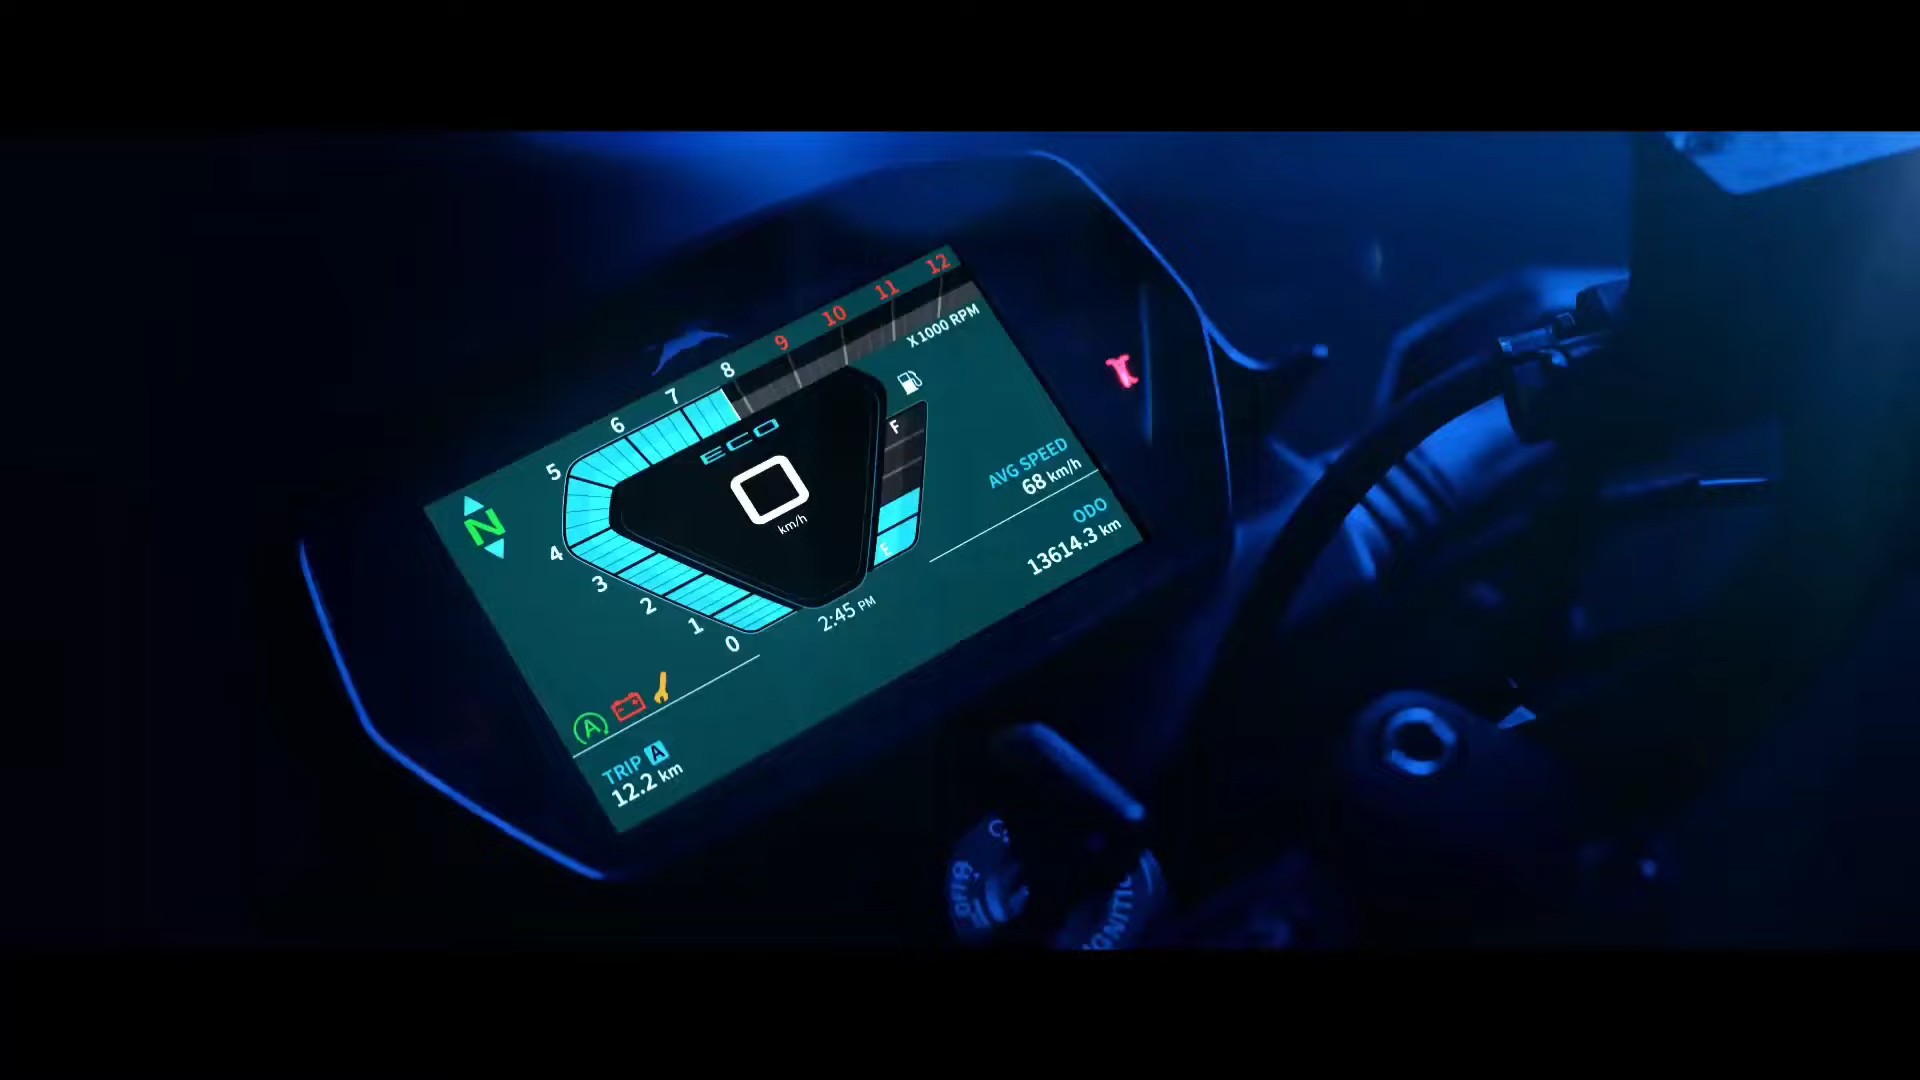 12
11
10
9
8
7
6
5
4
3
2
1
0
X 1000 RPM
ECO
0
km/h
F
E
N
AVG SPEED
68 km/h
ODO
13614.3 km
2:45 PM
A
TRIP A
12.2 km